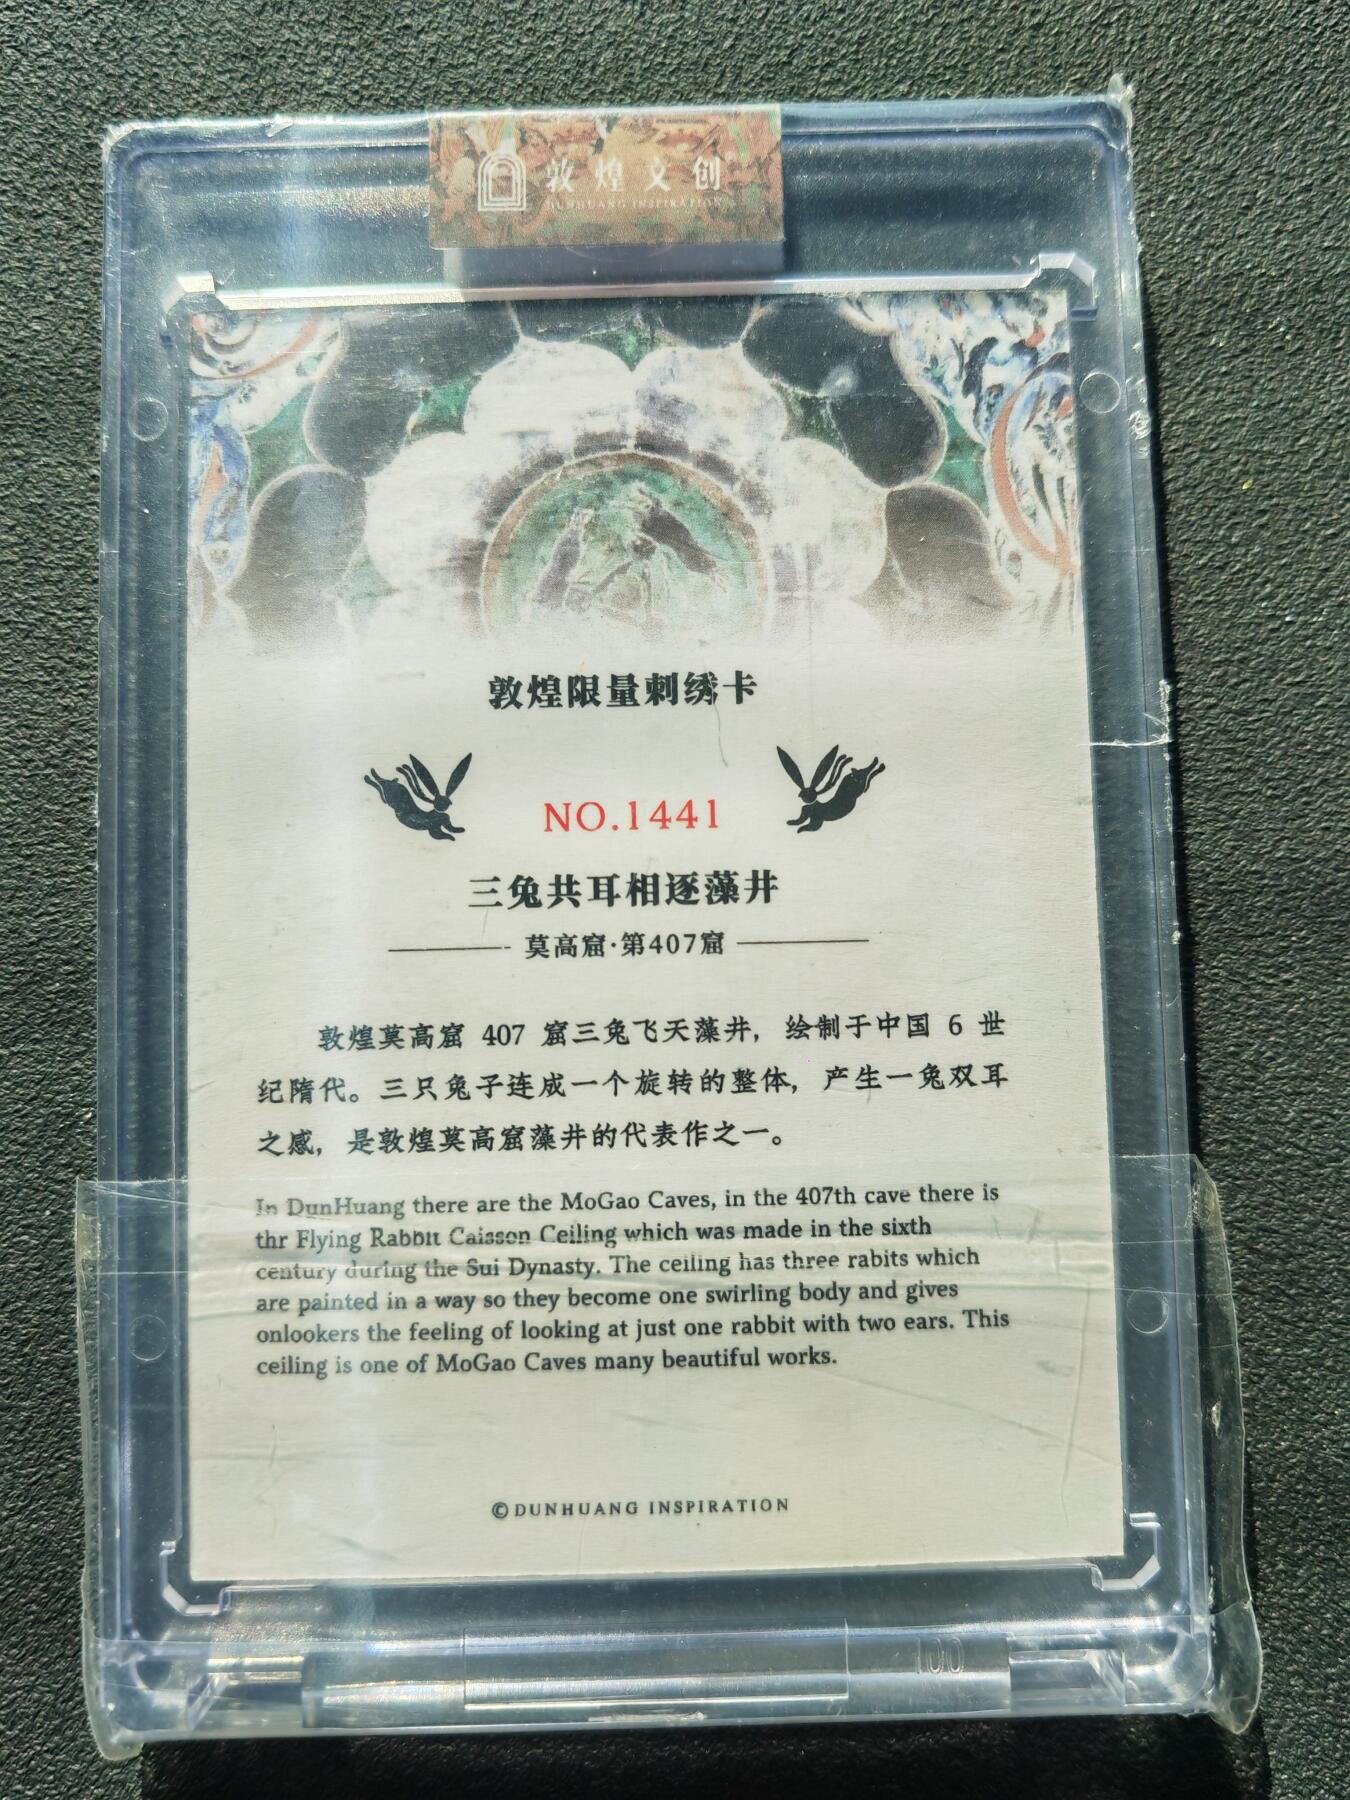 敦煌文创
DUNHUANG INSPIRATION
敦煌限量刺绣卡
NO.1441
三兔共耳相逐藻井
莫高窟·第407窟
敦煌莫高窟 407 窟三兔飞天藻井，绘制于中国 6 世
纪隋代。三只兔子连成一个旋转的整体，产生一兔双耳
之感，是敦煌莫高窟藻井的代表作之一。
In DunHuang there are the MoGao Caves, in the 407th cave there is
thr Flying Rabbit Caisson Ceiling which was made in the sixth
century during the Sui Dynasty. The ceiling has three rabits which
are painted in a way so they become one swirling body and gives
onlookers the feeling of looking at just one rabbit with two ears. This
ceiling is one of MoGao Caves many beautiful works.
©DUNHUANG INSPIRATION
100